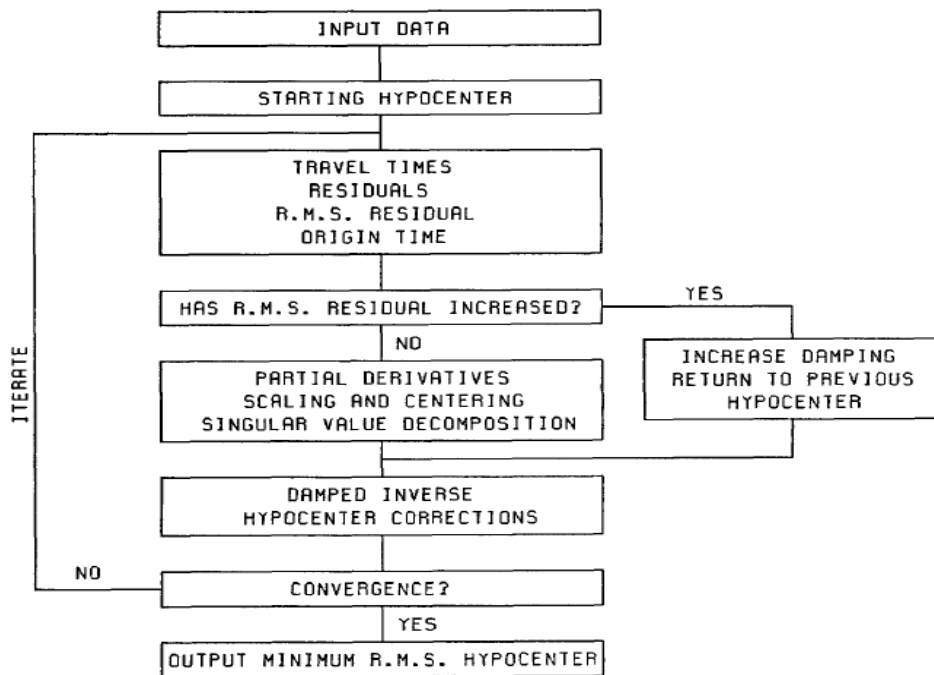 INPUT DATA
STARTING HYPOCENTER
TRAVEL TIMES
RESIDUALS
R.M.S. RESIDUAL
ORIGIN TIME
HAS R.M.S. RESIDUAL INCREASED?
YES
NO
INCREASE DAMPING
RETURN TO PREVIOUS
HYPOCENTER
PARTIAL DERIVATIVES
SCALING AND CENTERING
SINGULAR VALUE DECOMPOSITION
ITERATE
DAMPED INVERSE
HYPOCENTER CORRECTIONS
NO
CONVERGENCE?
YES
OUTPUT MINIMUM R.M.S. HYPOCENTER